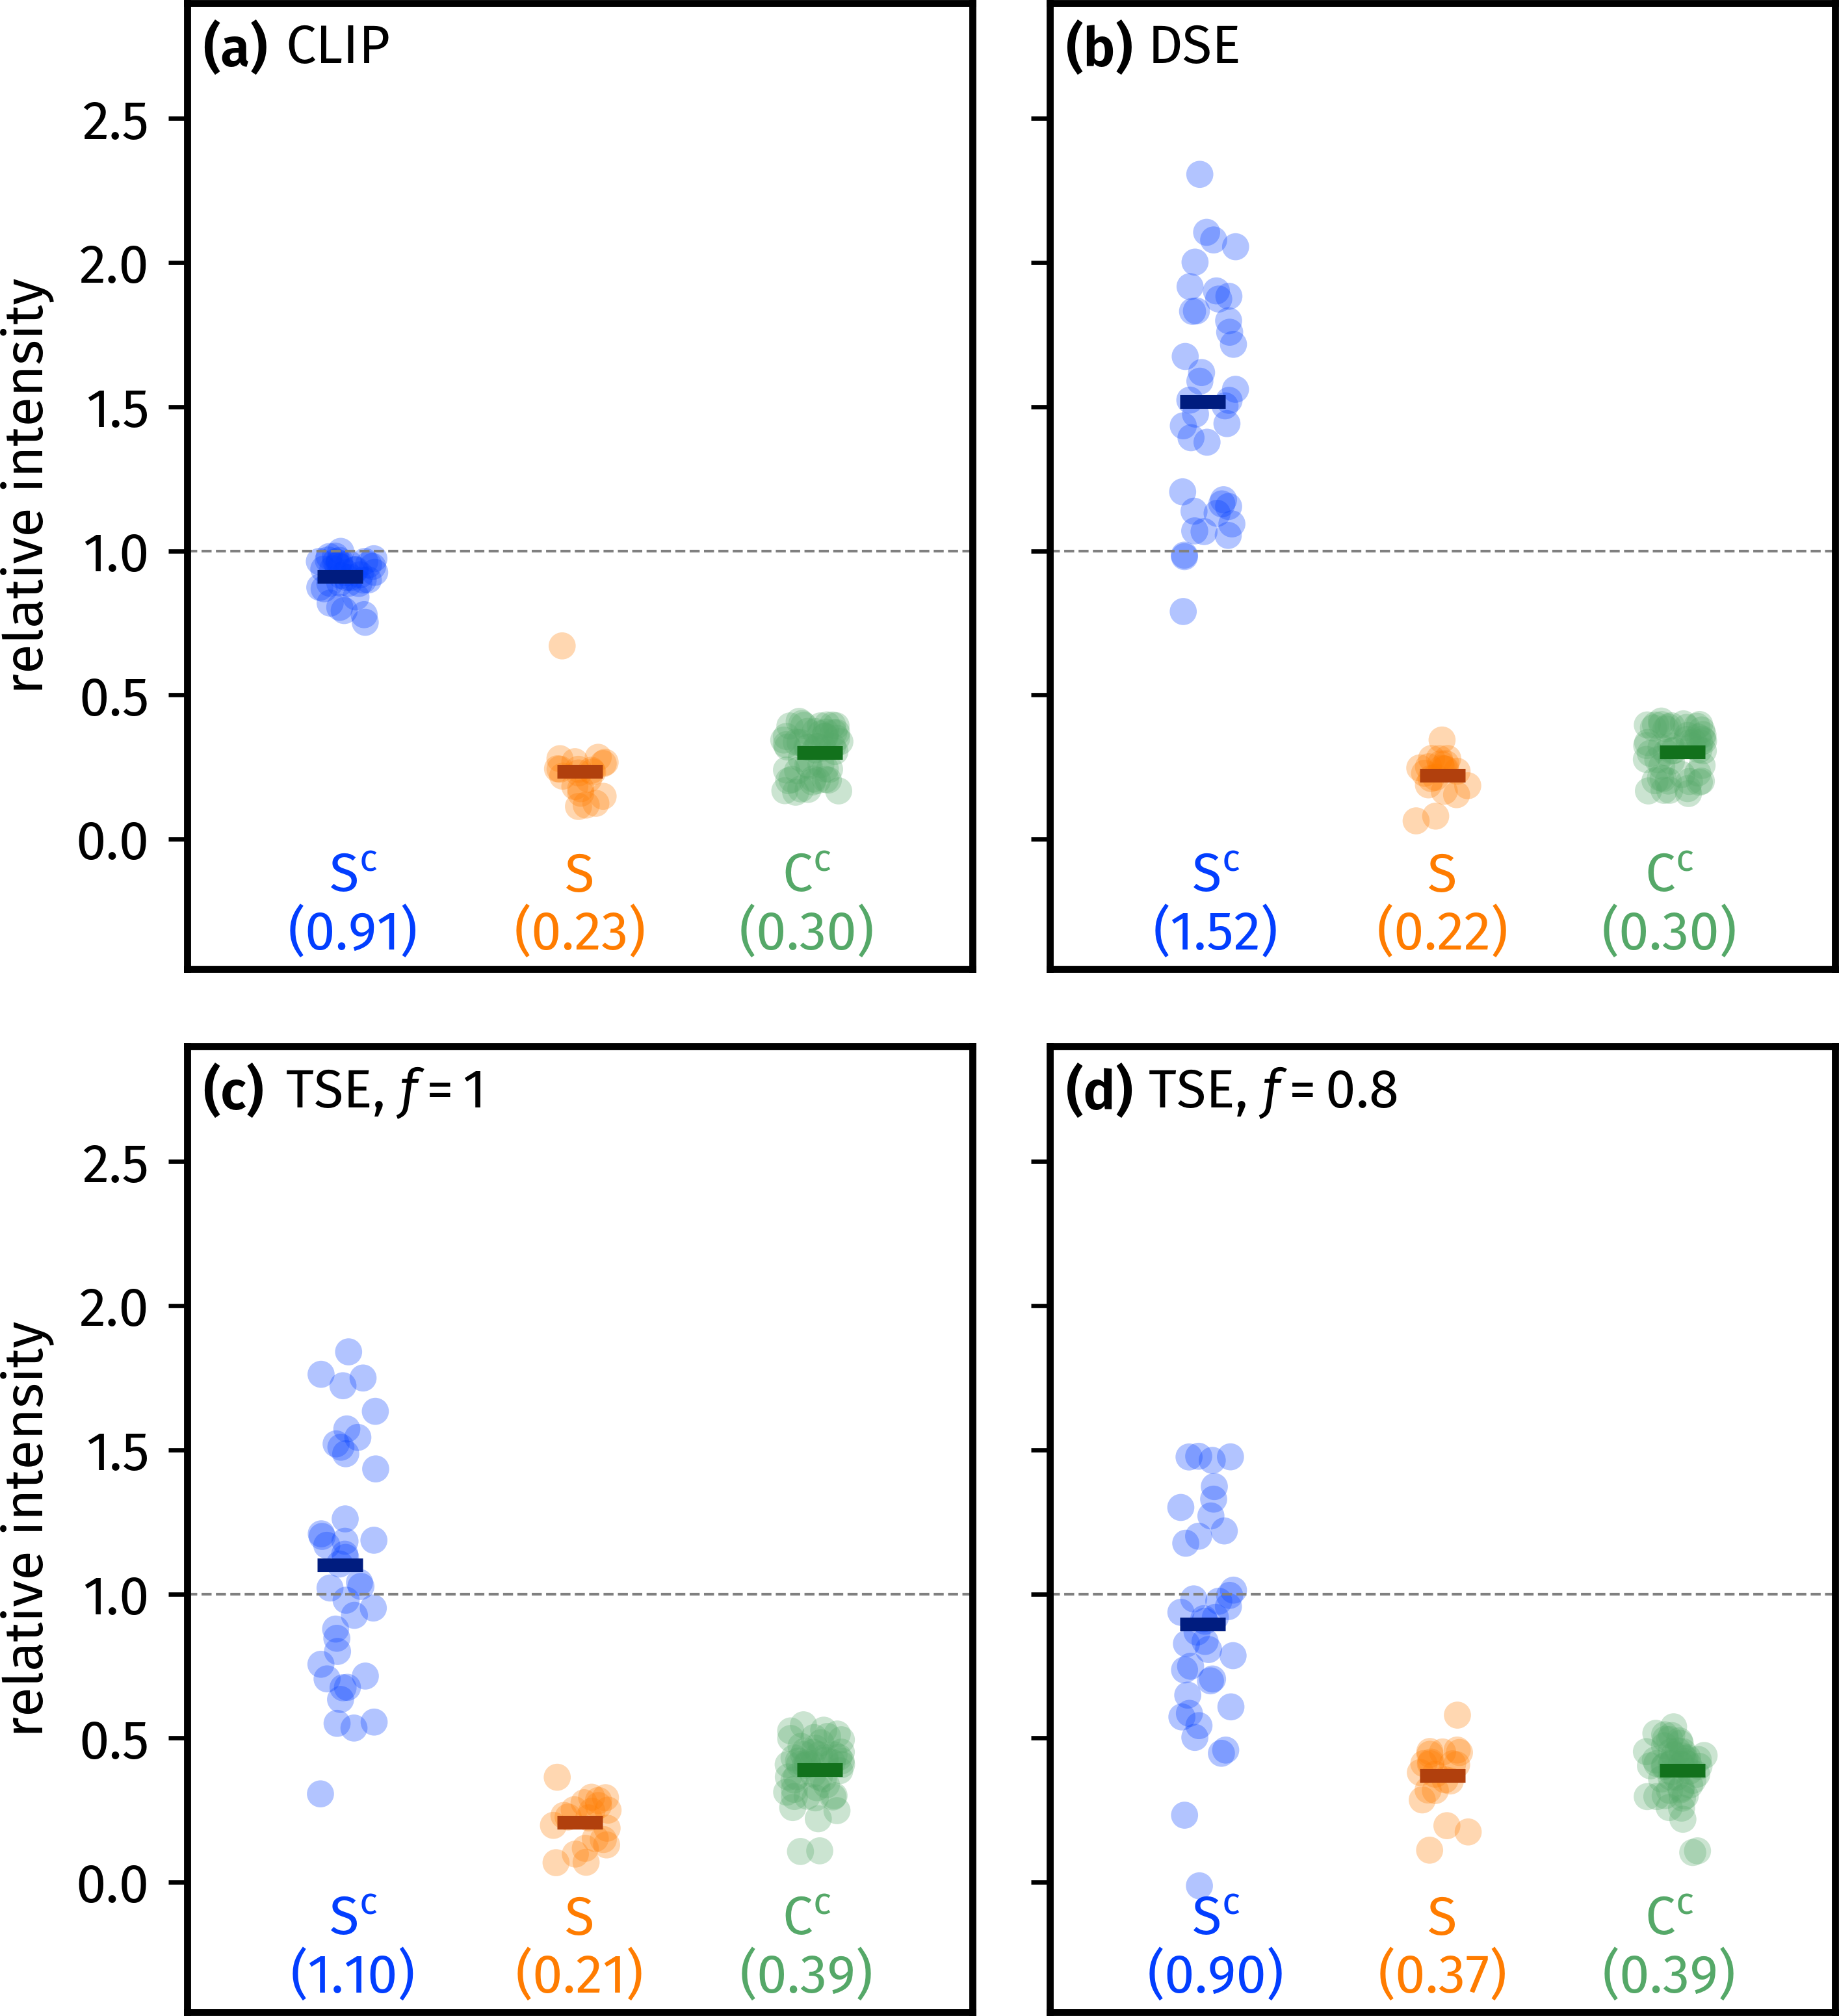 (a) CLIP
(b) DSE
relative intensity
2.5
2.0
1.5
1.0
0.5
0.0
Sᶜ S Cᶜ
(0.91) (0.23) (0.30)
Sᶜ S Cᶜ
(1.52) (0.22) (0.30)
(c) TSE, f = 1
(d) TSE, f = 0.8
relative intensity
2.5
2.0
1.5
1.0
0.5
0.0
Sᶜ S Cᶜ
(1.10) (0.21) (0.39)
Sᶜ S Cᶜ
(0.90) (0.37) (0.39)